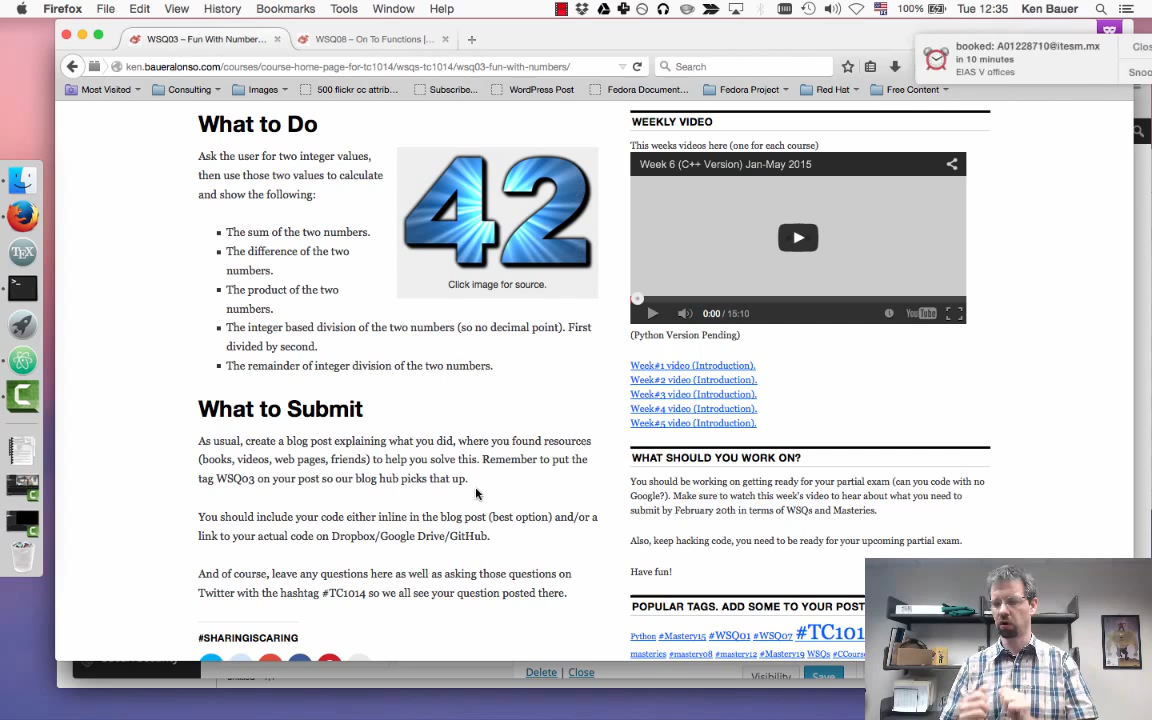 Firefox File Edit View History Bookmarks Tools Window Help 100% Tue 12:35 Ken Bauer
WSQ03 – Fun With Number... × WSQ08 – On To Functions | ... × +
booked: A01228710@itesm.mx
in 10 minutes
EIAS V offices
Clos
Snoo
ken.baueralonso.com/courses/course-home-page-for-tc1014/wsqs-tc1014/wsq03-fun-with-numbers/
Search
Most Visited Consulting Images 500 flickr cc attrib... Subscribe... WordPress Post Fedora Documen... Fedora Project Red Hat Free Content
What to Do
Ask the user for two integer values,
then use those two values to calculate
and show the following:
The sum of the two numbers.
The difference of the two
numbers.
The product of the two
numbers.
The integer based division of the two numbers (so no decimal point). First
divided by second.
The remainder of integer division of the two numbers.
42
Click image for source.
What to Submit
As usual, create a blog post explaining what you did, where you found resources
(books, videos, web pages, friends) to help you solve this. Remember to put the
tag WSQ03 on your post so our blog hub picks that up.
You should include your code either inline in the blog post (best option) and/or a
link to your actual code on Dropbox/Google Drive/GitHub.
And of course, leave any questions here as well as asking those questions on
Twitter with the hashtag #TC1014 so we all see your question posted there.
#SHARINGISCARING
WEEKLY VIDEO
This weeks videos here (one for each course)
Week 6 (C++ Version) Jan-May 2015
0:00 / 15:10
YouTube
(Python Version Pending)
Week#1 video (Introduction).
Week#2 video (Introduction).
Week#3 video (Introduction).
Week#4 video (Introduction).
Week#5 video (Introduction).
WHAT SHOULD YOU WORK ON?
You should be working on getting ready for your partial exam (can you code with no
Google?). Make sure to watch this week's video to hear about what you need to
submit by February 20th in terms of WSQs and Masteries.
Also, keep hacking code, you need to be ready for your upcoming partial exam.
Have fun!
POPULAR TAGS. ADD SOME TO YOUR POST
Python #Mastery15 #WSQ01 #WSQ07 #TC101
masteries #mastery08 #mastery12 #Mastery19 WSQs #CCourse
Delete Close
Visibility
Save
TEX